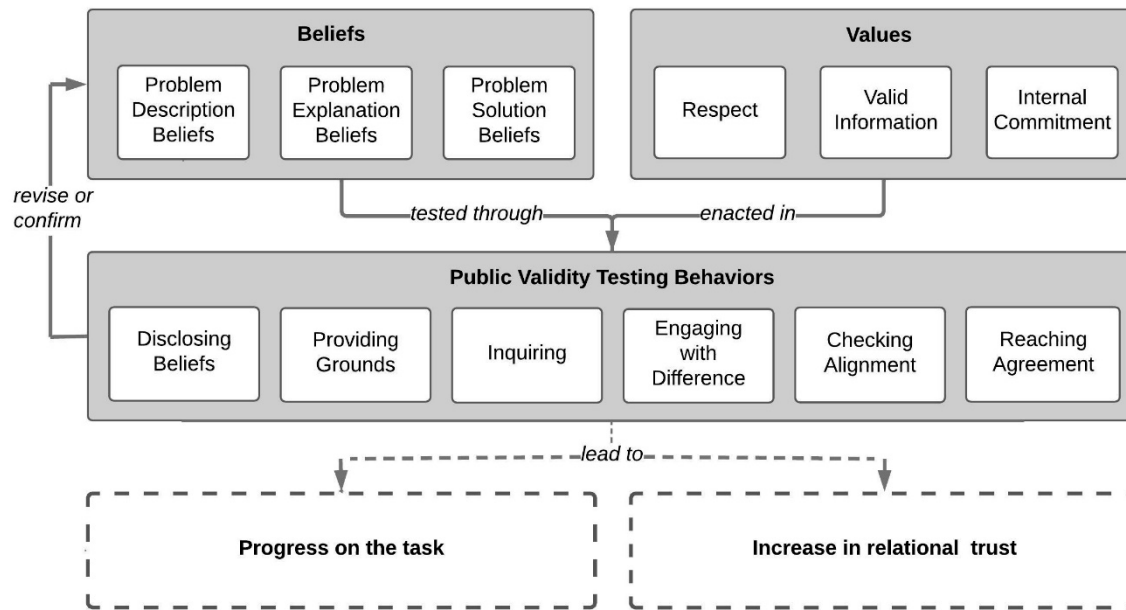 Beliefs
Problem
Description
Beliefs
Problem
Explanation
Beliefs
Problem
Solution
Beliefs
Values
Respect
Valid
Information
Internal
Commitment
revise or
confirm
tested through
enacted in
Public Validity Testing Behaviors
Disclosing
Beliefs
Providing
Grounds
Inquiring
Engaging
with
Difference
Checking
Alignment
Reaching
Agreement
lead to
Progress on the task
Increase in relational trust